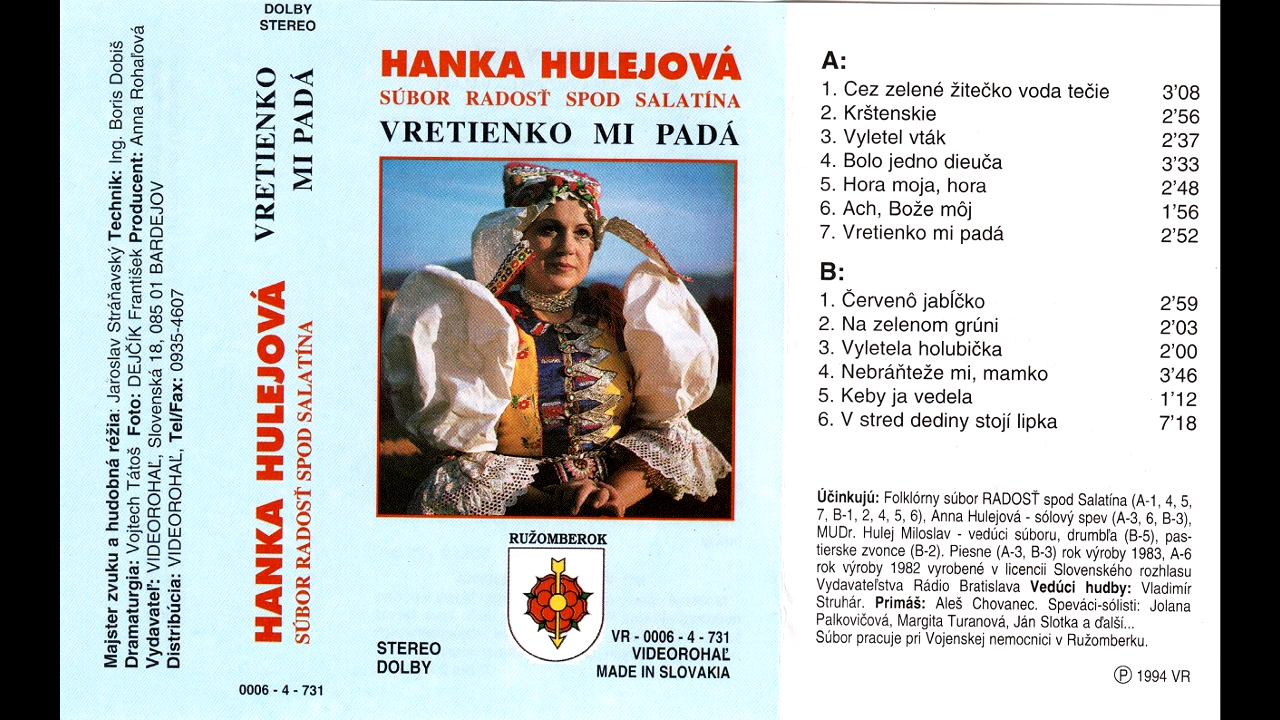 Majster zvuku a hudobná réžia: Jaroslav Stráňavský Technik: Ing. Boris Dobiš
Dramaturgia: Vojtech Tátoš Foto: DEJČÍK František Producent: Anna Rohaľová
Vydavateľ: VIDEOROHAĽ, Slovenská 18, 085 01 BARDEJOV
Distribúcia: VIDEOROHAĽ, Tel/Fax: 0935-4607
DOLBY
STEREO
HANKA HULEJOVÁ VRETIENKO
SÚBOR RADOSŤ SPOD SALATÍNA MI PADÁ
0006 - 4 - 731
HANKA HULEJOVÁ
SÚBOR RADOSŤ SPOD SALATÍNA
VRETIENKO MI PADÁ
RUŽOMBEROK
STEREO
DOLBY
VR - 0006 - 4 - 731
VIDEOROHAĽ
MADE IN SLOVAKIA
A:
1. Cez zelené žitečko voda tečie 3'08
2. Krštenskie 2'56
3. Vyletel vták 2'37
4. Bolo jedno dieuča 3'33
5. Hora moja, hora 2'48
6. Ach, Bože môj 1'56
7. Vretienko mi padá 2'52
B:
1. Červenô jabĺčko 2'59
2. Na zelenom grúni 2'03
3. Vyletela holubička 2'00
4. Nebráňteže mi, mamko 3'46
5. Keby ja vedela 1'12
6. V stred dediny stojí lipka 7'18
Účinkujú: Folklórny súbor RADOSŤ spod Salatína (A-1, 4, 5,
7, B-1, 2, 4, 5, 6), Anna Hulejová - sólový spev (A-3, 6, B-3),
MUDr. Hulej Miloslav - vedúci súboru, drumbľa (B-5), pas-
tierske zvonce (B-2). Piesne (A-3, B-3) rok výroby 1983, A-6
rok výroby 1982 vyrobené v licencii Slovenského rozhlasu
Vydavateľstva Rádio Bratislava Vedúci hudby: Vladimír
Struhár. Primáš: Aleš Chovanec. Speváci-sólisti: Jolana
Palkovičová, Margita Turanová, Ján Slotka a ďalší...
Súbor pracuje pri Vojenskej nemocnici v Ružomberku.
Ⓟ 1994 VR